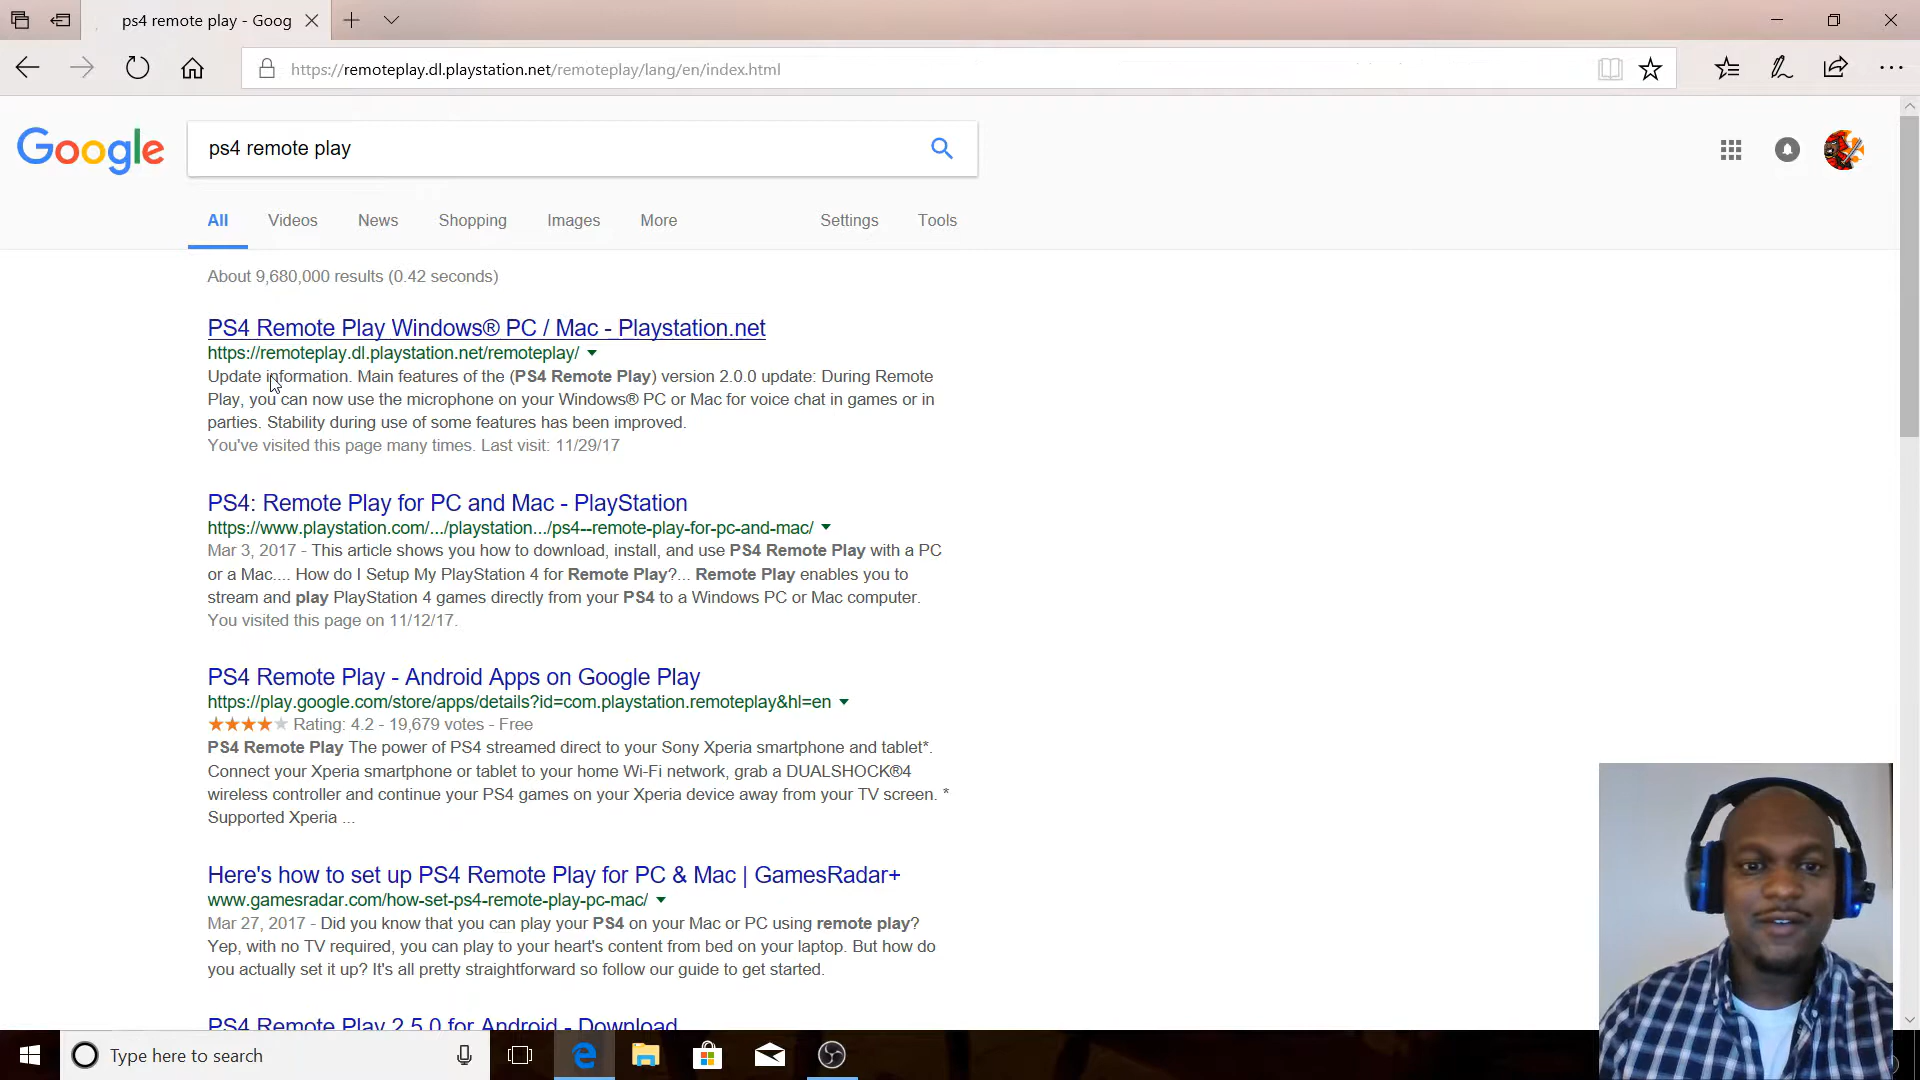 ps4 remote play - Goog
https://remoteplay.dl.playstation.net/remoteplay/lang/en/index.html
Google
ps4 remote play
All Videos News Shopping Images More Settings Tools
About 9,680,000 results (0.42 seconds)
PS4 Remote Play Windows® PC / Mac - Playstation.net
https://remoteplay.dl.playstation.net/remoteplay/
Update information. Main features of the (PS4 Remote Play) version 2.0.0 update: During Remote
Play, you can now use the microphone on your Windows® PC or Mac for voice chat in games or in
parties. Stability during use of some features has been improved.
You've visited this page many times. Last visit: 11/29/17
PS4: Remote Play for PC and Mac - PlayStation
https://www.playstation.com/.../playstation.../ps4--remote-play-for-pc-and-mac/
Mar 3, 2017 - This article shows you how to download, install, and use PS4 Remote Play with a PC
or a Mac.... How do I Setup My PlayStation 4 for Remote Play?... Remote Play enables you to
stream and play PlayStation 4 games directly from your PS4 to a Windows PC or Mac computer.
You visited this page on 11/12/17.
PS4 Remote Play - Android Apps on Google Play
https://play.google.com/store/apps/details?id=com.playstation.remoteplay&hl=en
Rating: 4.2 - 19,679 votes - Free
PS4 Remote Play The power of PS4 streamed direct to your Sony Xperia smartphone and tablet*.
Connect your Xperia smartphone or tablet to your home Wi-Fi network, grab a DUALSHOCK®4
wireless controller and continue your PS4 games on your Xperia device away from your TV screen. *
Supported Xperia ...
Here's how to set up PS4 Remote Play for PC & Mac | GamesRadar+
www.gamesradar.com/how-set-ps4-remote-play-pc-mac/
Mar 27, 2017 - Did you know that you can play your PS4 on your Mac or PC using remote play?
Yep, with no TV required, you can play to your heart's content from bed on your laptop. But how do
you actually set it up? It's all pretty straightforward so follow our guide to get started.
PS4 Remote Play 2.5.0 for Android - Download
Type here to search